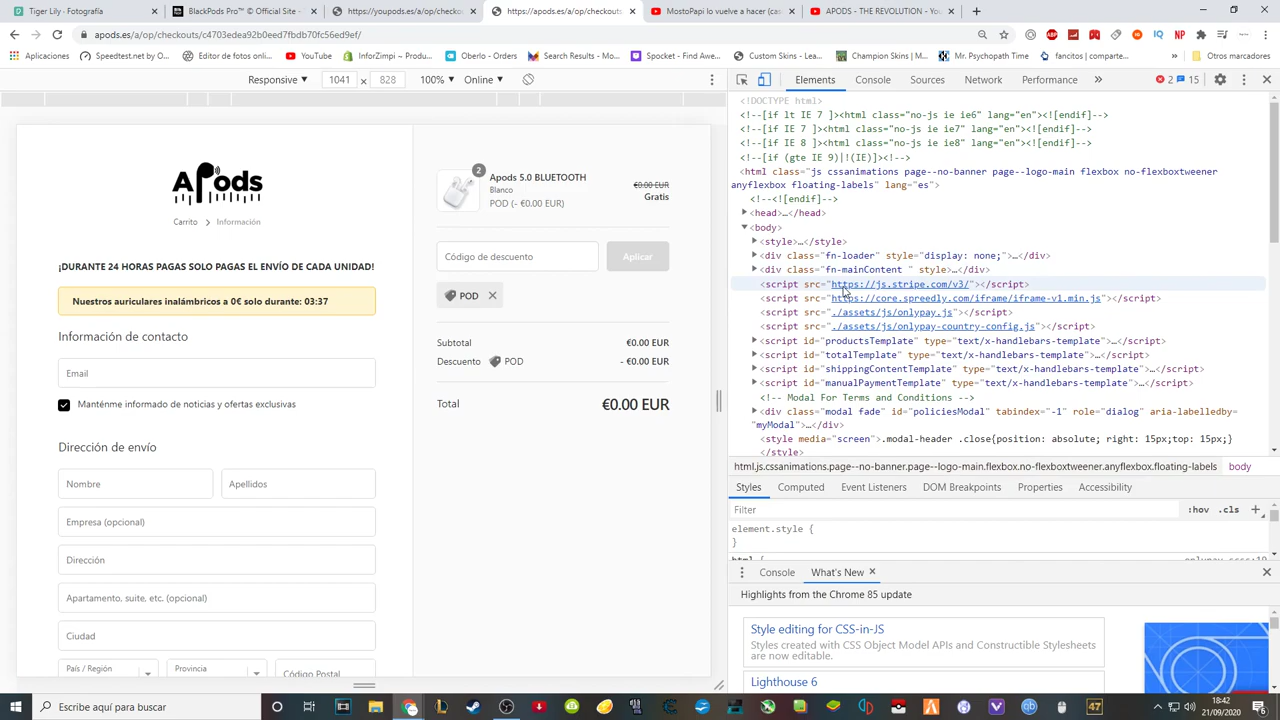 Tiger Lily - Fotografía
BlackPods Pro™ © Official Site -
https://youpods.es/a/op/checkout/
https://apods.es/a/op/checkouts/
MostoPapi lo vuelve a hacer (cas
APODS - THE REVOLUTION - You
apods.es/a/op/checkouts/c4703edea92b0eed7fbdb70fc56ed9ef/
Aplicaciones
Speedtest.net by O...
Editor de fotos onli...
YouTube
InforZimpi ~ Produ...
Oberlo - Orders
Search Results - Mo...
Spocket - Finding E...
Custom Skins - Lea...
Champion Skins –...
Mr. Psychopath Time
fancitos | comparte...
Otros marcadores
Responsive
1041
828
100%
Online
Elements
Console
Sources
Network
Performance
2
15
<!DOCTYPE html>
<!--[if lt IE 7 ]><html class="no-js ie ie6" lang="en"><![endif]-->
<!--[if IE 7 ]><html class="no-js ie ie7" lang="en"><![endif]-->
<!--[if IE 8 ]><html class="no-js ie ie8" lang="en"><![endif]-->
<!--[if (gte IE 9)|!(IE)]><!-->
<html class="js cssanimations page--no-banner page--logo-main flexbox no-flexboxtweener
anyflexbox floating-labels" lang="es">
<!--<![endif]-->
<head>…</head>
<body>
<style>…</style>
<div class="fn-loader" style="display: none;">…</div>
<div class="fn-mainContent " style>…</div>
<script src="https://js.stripe.com/v3/"></script>
<script src="https://core.spreedly.com/iframe/iframe-v1.min.js"></script>
<script src="./assets/js/onlypay.js"></script>
<script src="./assets/js/onlypay-country-config.js"></script>
<script id="productsTemplate" type="text/x-handlebars-template">…</script>
<script id="totalTemplate" type="text/x-handlebars-template">…</script>
<script id="shippingContentTemplate" type="text/x-handlebars-template">…</script>
<script id="manualPaymentTemplate" type="text/x-handlebars-template">…</script>
<!-- Modal For Terms and Conditions -->
<div class="modal fade" id="policiesModal" tabindex="-1" role="dialog" aria-labelledby=
"myModal">…</div>
<style media="screen">.modal-header .close{position: absolute; right: 15px;top: 15px;}
</style>
html.js.cssanimations.page--no-banner.page--logo-main.flexbox.no-flexboxtweener.anyflexbox.floating-labels
body
Styles
Computed
Event Listeners
DOM Breakpoints
Properties
Accessibility
Filter
:hov
.cls
element.style {
}
html {
Console
What's New
Highlights from the Chrome 85 update
Style editing for CSS-in-JS
Styles created with CSS Object Model APIs and Constructible Stylesheets
are now editable.
Lighthouse 6
APods
Carrito
Información
¡DURANTE 24 HORAS PAGAS SOLO PAGAS EL ENVÍO DE CADA UNIDAD!
Nuestros auriculares inalámbricos a 0€ solo durante: 03:37
Información de contacto
Email
Manténme informado de noticias y ofertas exclusivas
Dirección de envío
Nombre
Apellidos
Empresa (opcional)
Dirección
Apartamento, suite, etc. (opcional)
Ciudad
País / Región
Provincia
Código Postal
2
Apods 5.0 BLUETOOTH
Blanco
POD (- €0.00 EUR)
€0.00 EUR
Gratis
Código de descuento
Aplicar
POD
Subtotal
€0.00 EUR
Descuento
POD
- €0.00 EUR
Total
€0.00 EUR
Escribe aquí para buscar
47
18:42
21/09/2020